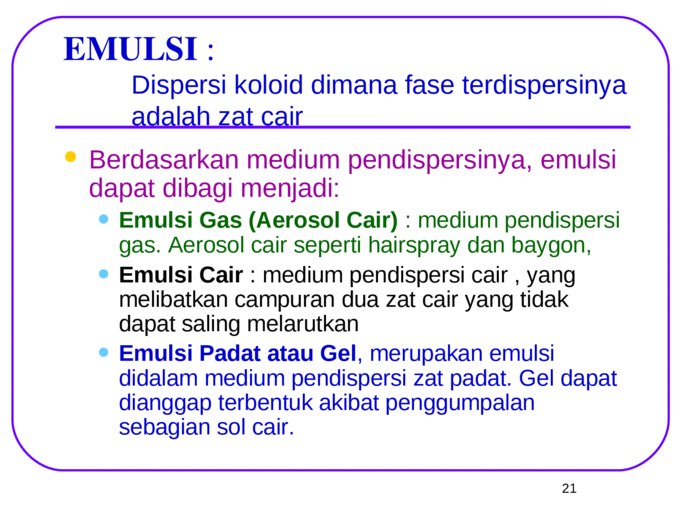 EMULSI :
Dispersi koloid dimana fase terdispersinya
adalah zat cair
Berdasarkan medium pendispersinya, emulsi
dapat dibagi menjadi:
Emulsi Gas (Aerosol Cair) : medium pendispersi
gas. Aerosol cair seperti hairspray dan baygon,
Emulsi Cair : medium pendispersi cair , yang
melibatkan campuran dua zat cair yang tidak
dapat saling melarutkan
Emulsi Padat atau Gel, merupakan emulsi
didalam medium pendispersi zat padat. Gel dapat
dianggap terbentuk akibat penggumpalan
sebagian sol cair.
21